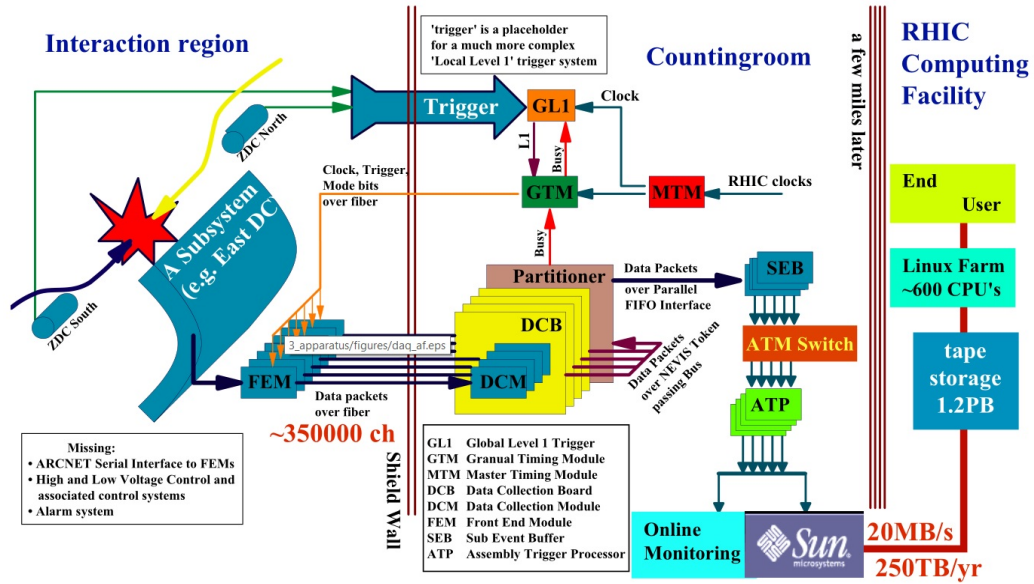 Interaction region
'trigger' is a placeholder
for a much more complex
'Local Level 1' trigger system
Countingroom
a few miles later
RHIC
Computing
Facility
ZDC North
Trigger
GL1
Clock
L1
Busy
Clock, Trigger,
Mode bits
over fiber
GTM
MTM
RHIC clocks
End
User
A Subsystem
(e.g. East DC)
Busy
Partitioner
Data Packets
over Parallel
FIFO Interface
SEB
Linux Farm
~600 CPU's
ZDC South
DCB
3_apparatus/figures/daq_af.eps
ATM Switch
tape
storage
1.2PB
FEM
DCM
Data Packets
over NEVIS Token
passing Bus
Data packets
over fiber
~350000 ch
ATP
Missing:
• ARCNET Serial Interface to FEMs
• High and Low Voltage Control and
associated control systems
• Alarm system
Shield Wall
GL1 Global Level 1 Trigger
GTM Granual Timing Module
MTM Master Timing Module
DCB Data Collection Board
DCM Data Collection Module
FEM Front End Module
SEB Sub Event Buffer
ATP Assembly Trigger Processor
Online
Monitoring
Sun
microsystems
20MB/s
250TB/yr